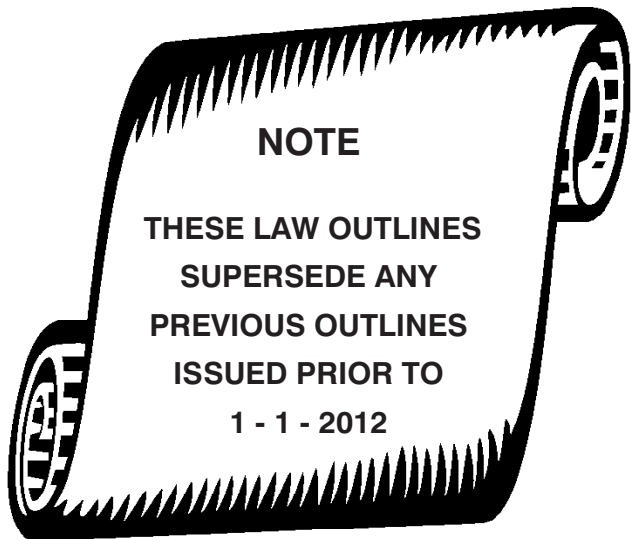 NOTE
THESE LAW OUTLINES
SUPERSEDE ANY
PREVIOUS OUTLINES
ISSUED PRIOR TO
1 - 1 - 2012